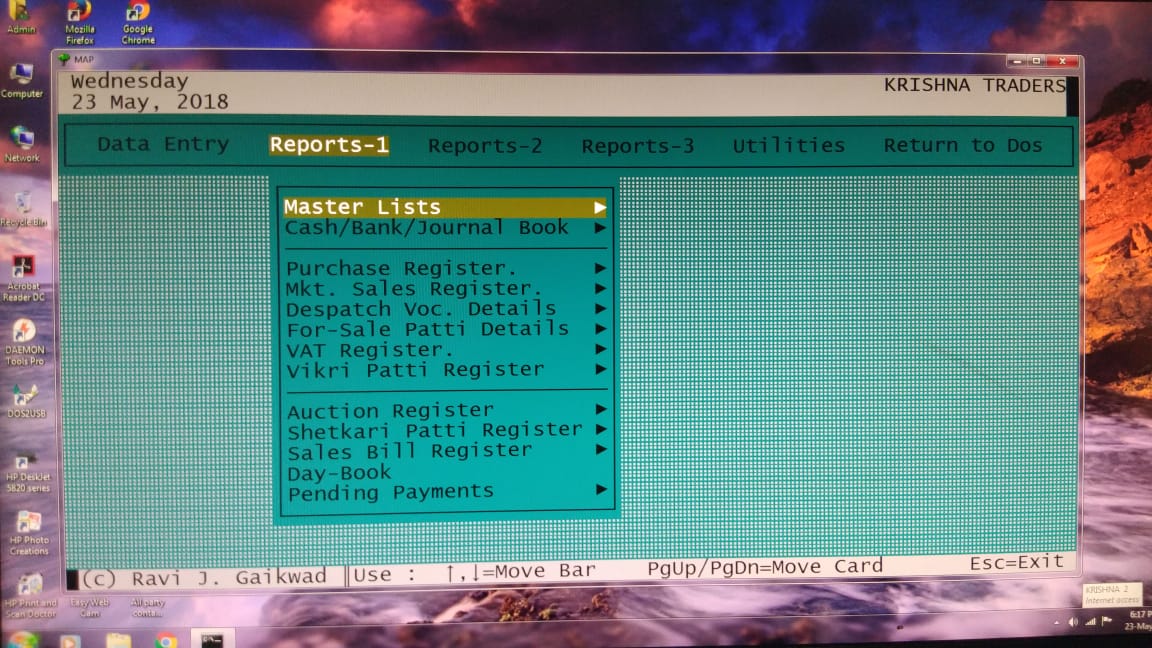 Admin
Mozilla
Firefox
Google
Chrome
MAP
Computer
Wednesday
23 May, 2018
KRISHNA TRADERS
Data Entry Reports-1 Reports-2 Reports-3 Utilities Return to Dos
Network
Master Lists
Cash/Bank/Journal Book
Recycle Bin
Purchase Register.
Mkt. Sales Register.
Despatch Voc. Details
For-Sale Patti Details
VAT Register.
Vikri Patti Register
Acrobat
Reader DC
DAEMON
Tools Pro
Auction Register
Shetkari Patti Register
Sales Bill Register
Day-Book
Pending Payments
DOS2USB
HP Deskjet
5820 series
HP Photo
Creations
(c) Ravi J. Gaikwad Use : ↑,↓=Move Bar PgUp/PgDn=Move Card Esc=Exit
HP Print and
Scan Doctor
Easy Web
Cam
All party
conta...
KRISHNA 2
Internet access
6:17 P
23-May